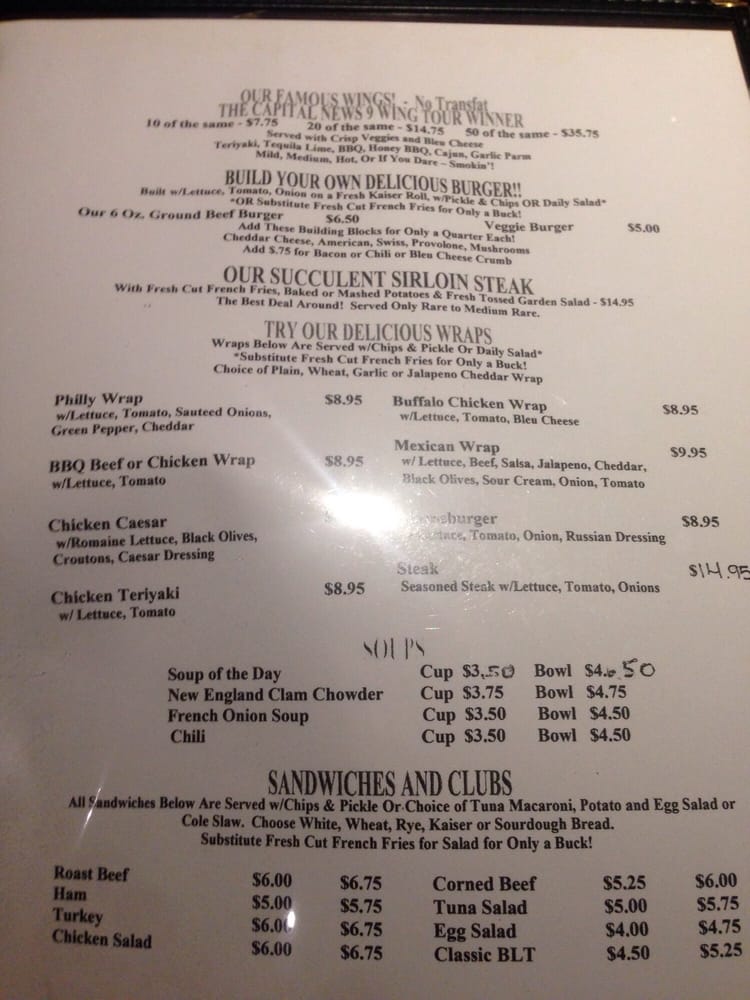 OUR FAMOUS WINGS! - No Transfat
THE CAPITAL NEWS 9 WING TOUR WINNER
10 of the same - $7.75 20 of the same - $14.75 50 of the same - $35.75
Served with Crisp Veggies and Bleu Cheese
Teriyaki, Tequila Lime, BBQ, Honey BBQ, Cajun, Garlic Parm
Mild, Medium, Hot, Or If You Dare - Smokin'!
BUILD YOUR OWN DELICIOUS BURGER!!
Built w/Lettuce, Tomato, Onion on a Fresh Kaiser Roll, w/Pickle & Chips OR Daily Salad*
*OR Substitute Fresh Cut French Fries for Only a Buck!
Our 6 Oz. Ground Beef Burger $6.50 Veggie Burger $5.00
Add These Building Blocks for Only a Quarter Each!
Cheddar Cheese, American, Swiss, Provolone, Mushrooms
Add $.75 for Bacon or Chili or Bleu Cheese Crumb
OUR SUCCULENT SIRLOIN STEAK
With Fresh Cut French Fries, Baked or Mashed Potatoes & Fresh Tossed Garden Salad - $14.95
The Best Deal Around! Served Only Rare to Medium Rare.
TRY OUR DELICIOUS WRAPS
Wraps Below Are Served w/Chips & Pickle Or Daily Salad*
*Substitute Fresh Cut French Fries for Only a Buck!
Choice of Plain, Wheat, Garlic or Jalapeno Cheddar Wrap
Philly Wrap $8.95
w/Lettuce, Tomato, Sauteed Onions,
Green Pepper, Cheddar
BBQ Beef or Chicken Wrap $8.95
w/Lettuce, Tomato
Chicken Caesar
w/Romaine Lettuce, Black Olives,
Croutons, Caesar Dressing
Chicken Teriyaki $8.95
w/ Lettuce, Tomato
Buffalo Chicken Wrap $8.95
w/Lettuce, Tomato, Bleu Cheese
Mexican Wrap $9.95
w/ Lettuce, Beef, Salsa, Jalapeno, Cheddar,
Black Olives, Sour Cream, Onion, Tomato
$8.95
Tomato, Onion, Russian Dressing
Steak $14.95
Seasoned Steak w/Lettuce, Tomato, Onions
SOUPS
Soup of the Day Cup $3.50 Bowl $4.50
New England Clam Chowder Cup $3.75 Bowl $4.75
French Onion Soup Cup $3.50 Bowl $4.50
Chili Cup $3.50 Bowl $4.50
SANDWICHES AND CLUBS
All Sandwiches Below Are Served w/Chips & Pickle Or Choice of Tuna Macaroni, Potato and Egg Salad or
Cole Slaw. Choose White, Wheat, Rye, Kaiser or Sourdough Bread.
Substitute Fresh Cut French Fries for Salad for Only a Buck!
Roast Beef $6.00 $6.75
Ham $5.00 $5.75
Turkey $6.00 $6.75
Chicken Salad $6.00 $6.75
Corned Beef $5.25 $6.00
Tuna Salad $5.00 $5.75
Egg Salad $4.00 $4.75
Classic BLT $4.50 $5.25